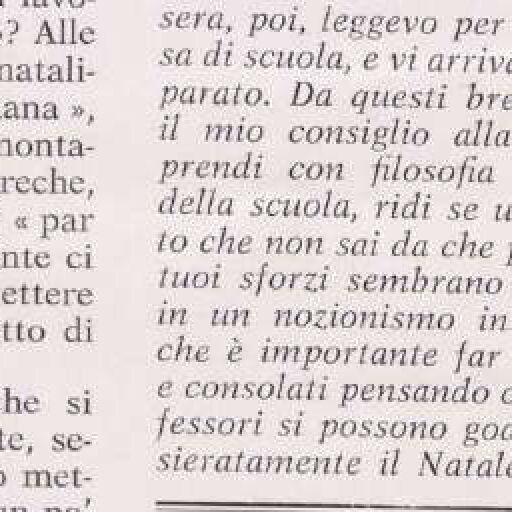 ? Alle
natali-
ana »,
monta-
reche,
« par
nte ci
ettere
tto di
he si
te, se-
met-
un po'
sera, poi, leggevo per
sa di scuola, e vi arriva
parato. Da questi bre
il mio consiglio alla
prendi con filosofia
della scuola, ridi se u
to che non sai da che p
tuoi sforzi sembrano
in un nozionismo in
che è importante far
e consolati pensando c
fessori si possono god
sieratamente il Natale